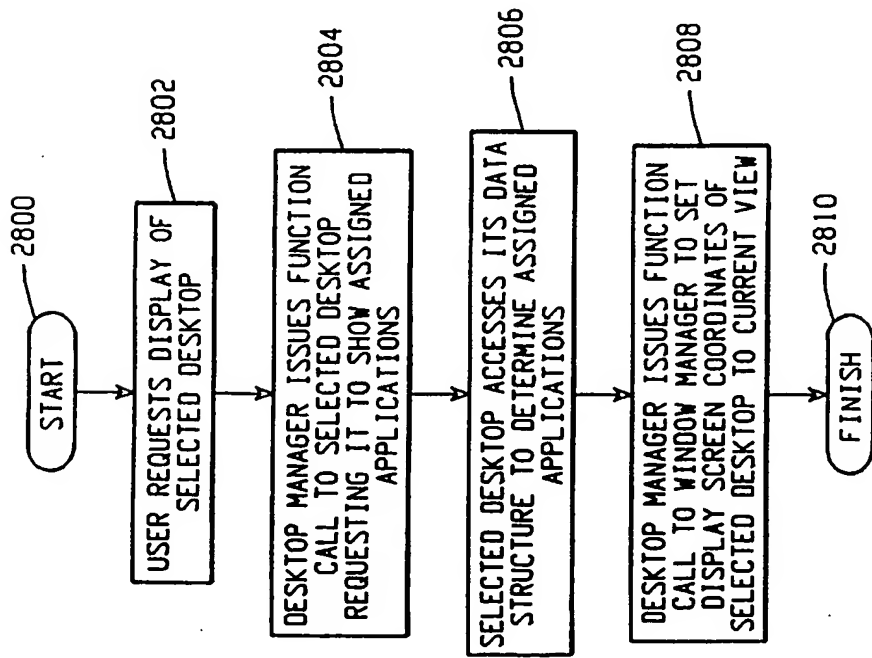 2800
START
2802
USER REQUESTS DISPLAY OF
SELECTED DESKTOP
2804
DESKTOP MANAGER ISSUES FUNCTION
CALL TO SELECTED DESKTOP
REQUESTING IT TO SHOW ASSIGNED
APPLICATIONS
2806
SELECTED DESKTOP ACCESSES ITS DATA
STRUCTURE TO DETERMINE ASSIGNED
APPLICATIONS
2808
DESKTOP MANAGER ISSUES FUNCTION
CALL TO WINDOW MANAGER TO SET
DISPLAY SCREEN COORDINATES OF
SELECTED DESKTOP TO CURRENT VIEW
2810
FINISH